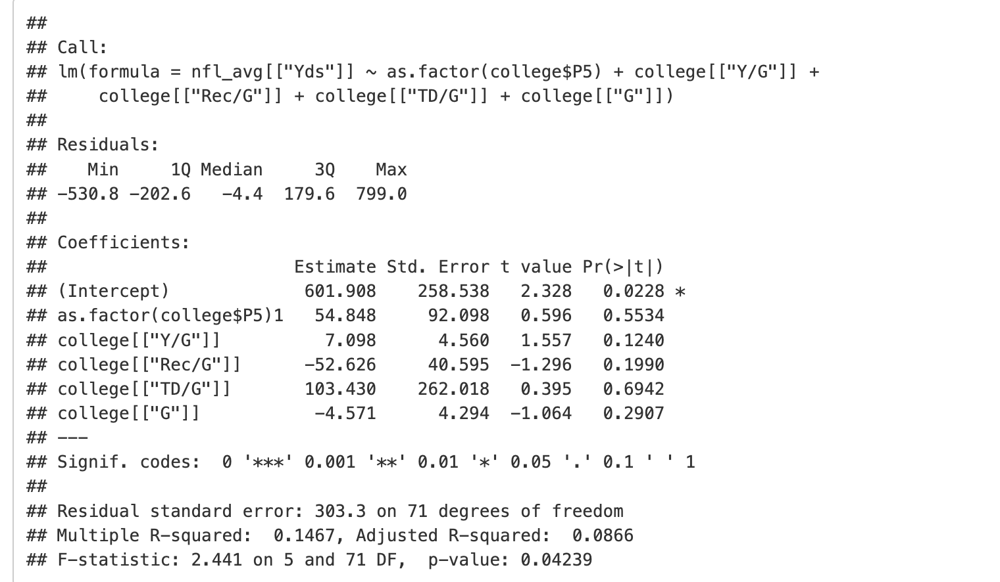 ##
## Call:
## lm(formula = nfl_avg[["Yds"]] ~ as.factor(college$P5) + college[["Y/G"]] +
##     college[["Rec/G"]] + college[["TD/G"]] + college[["G"]])
##
## Residuals:
##    Min     1Q Median     3Q    Max
## -530.8 -202.6   -4.4  179.6  799.0
##
## Coefficients:
##                        Estimate Std. Error t value Pr(>|t|)
## (Intercept)             601.908    258.538   2.328   0.0228 *
## as.factor(college$P5)1   54.848     92.098   0.596   0.5534
## college[["Y/G"]]          7.098      4.560   1.557   0.1240
## college[["Rec/G"]]      -52.626     40.595  -1.296   0.1990
## college[["TD/G"]]       103.430    262.018   0.395   0.6942
## college[["G"]]           -4.571      4.294  -1.064   0.2907
## ---
## Signif. codes:  0 '***' 0.001 '**' 0.01 '*' 0.05 '.' 0.1 ' ' 1
##
## Residual standard error: 303.3 on 71 degrees of freedom
## Multiple R-squared:  0.1467, Adjusted R-squared:  0.0866
## F-statistic: 2.441 on 5 and 71 DF,  p-value: 0.04239